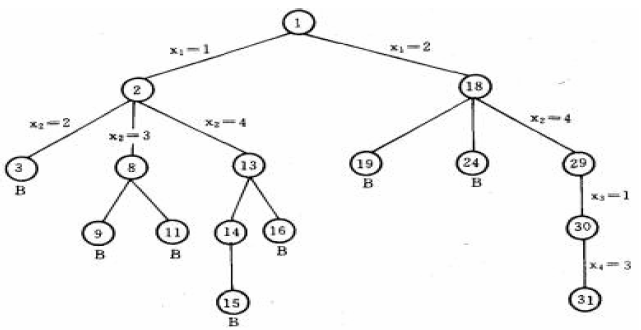 1
x₁=1
x₁=2
2
18
x₂=2
x₂=3
x₂=4
x₂=4
3
8
13
19
24
29
B
B
B
x₃=1
9
11
14
16
30
B
B
B
x₄=3
15
31
B